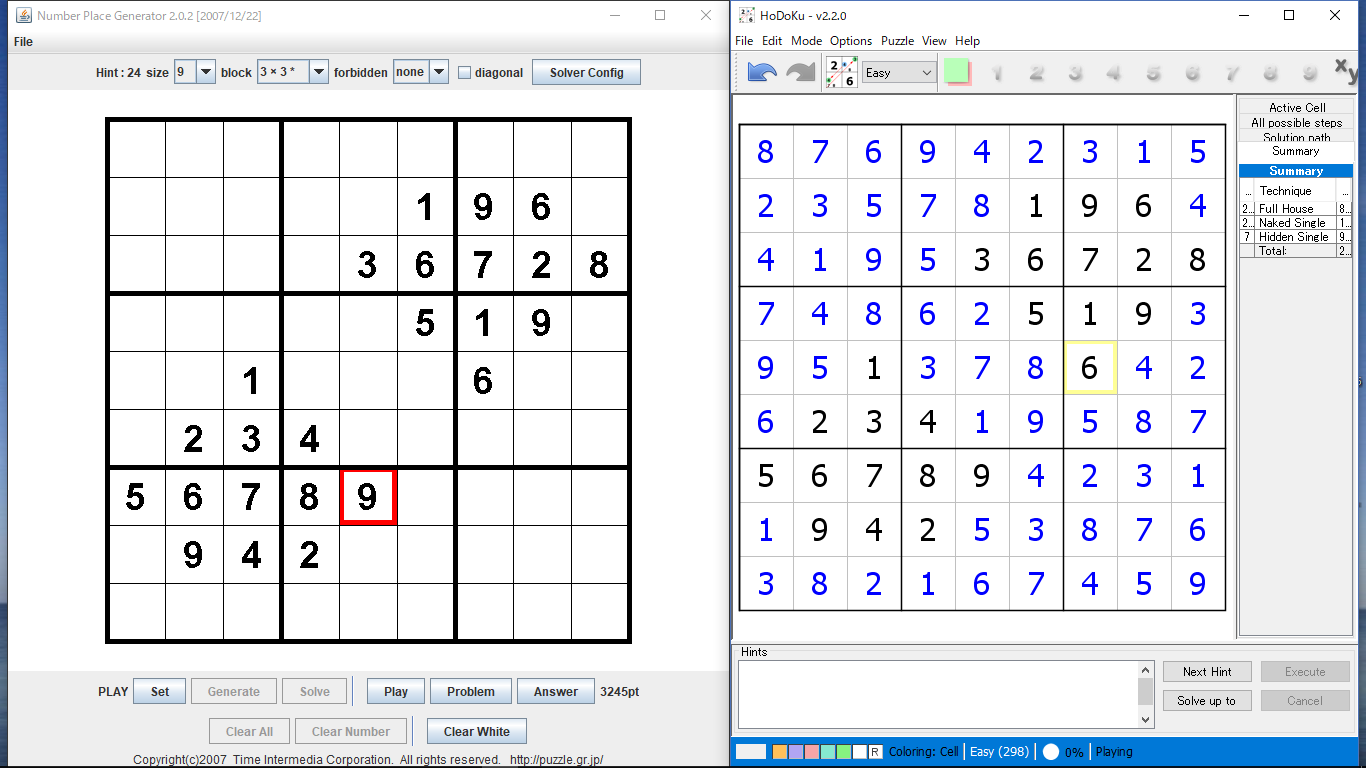 Number Place Generator 2.0.2 [2007/12/22]
File
Hint : 24 size 9 block 3 × 3 * forbidden none diagonal Solver Config
1 9 6
3 6 7 2 8
5 1 9
1 6
2 3 4
5 6 7 8 9
9 4 2
PLAY Set Generate Solve Play Problem Answer 3245pt
Clear All Clear Number Clear White
Copyright(c)2007 Time Intermedia Corporation. All rights reserved. http://puzzle.gr.jp/
HoDoKu - v2.2.0
File Edit Mode Options Puzzle View Help
2 6 Easy 1 2 3 4 5 6 7 8 9 xy
8 7 6 9 4 2 3 1 5
2 3 5 7 8 1 9 6 4
4 1 9 5 3 6 7 2 8
7 4 8 6 2 5 1 9 3
9 5 1 3 7 8 6 4 2
6 2 3 4 1 9 5 8 7
5 6 7 8 9 4 2 3 1
1 9 4 2 5 3 8 7 6
3 8 2 1 6 7 4 5 9
Active Cell
All possible steps
Solution path
Summary
Summary
... Technique ...
2... Full House 8...
2... Naked Single 1...
7 Hidden Single 9...
Total: 2...
Hints
Next Hint Execute
Solve up to Cancel
R Coloring: Cell Easy (298) 0% Playing